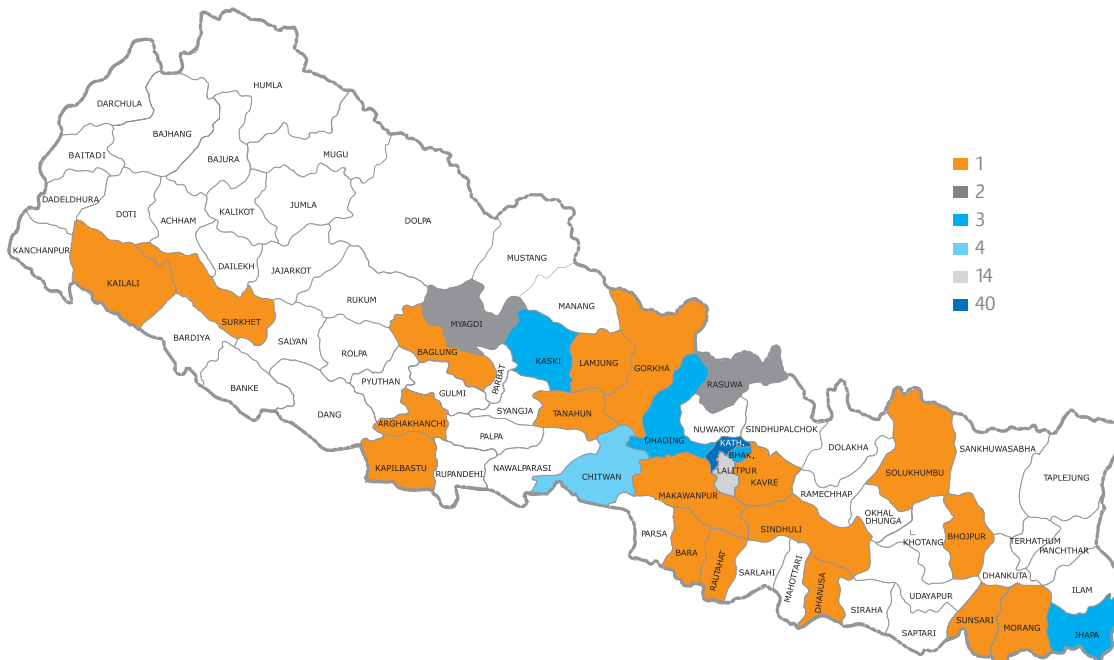 HUMLA
DARCHULA
BAJHANG
BAITADI
BAJURA
MUGU
DADELDHURA
DOTI
ACHHAM
KALIKOT
JUMLA
DOLPA
KANCHANPUR
DAILEKH
JAJARKOT
MUSTANG
KAILALI
SURKHET
RUKUM
MANANG
MYAGDI
BARDIYA
SALYAN
ROLPA
BAGLUNG
KASKI
LAMJUNG
GORKHA
PARBAT
BANKE
PYUTHAN
GULMI
RASUWA
DANG
ARGHAKHANCHI
SYANGJA
TANAHUN
NUWAKOT
SINDHUPALCHOK
PALPA
DHADING
KATH.
BHAK.
DOLAKHA
SANKHUWASABHA
KAPILBASTU
RUPANDEHI
NAWALPARASI
CHITWAN
LALITPUR
KAVRE
SOLUKHUMBU
TAPLEJUNG
MAKAWANPUR
RAMECHHAP
OKHAL
DHUNGA
PARSA
SINDHULI
KHOTANG
BHOJPUR
TERHATHUM
PANCHTHAR
BARA
RAUTAHAT
SARLAHI
MAHOTTARI
DHANUSA
DHANKUTA
ILAM
SIRAHA
UDAYAPUR
SAPTARI
SUNSARI
MORANG
JHAPA
1
2
3
4
14
40